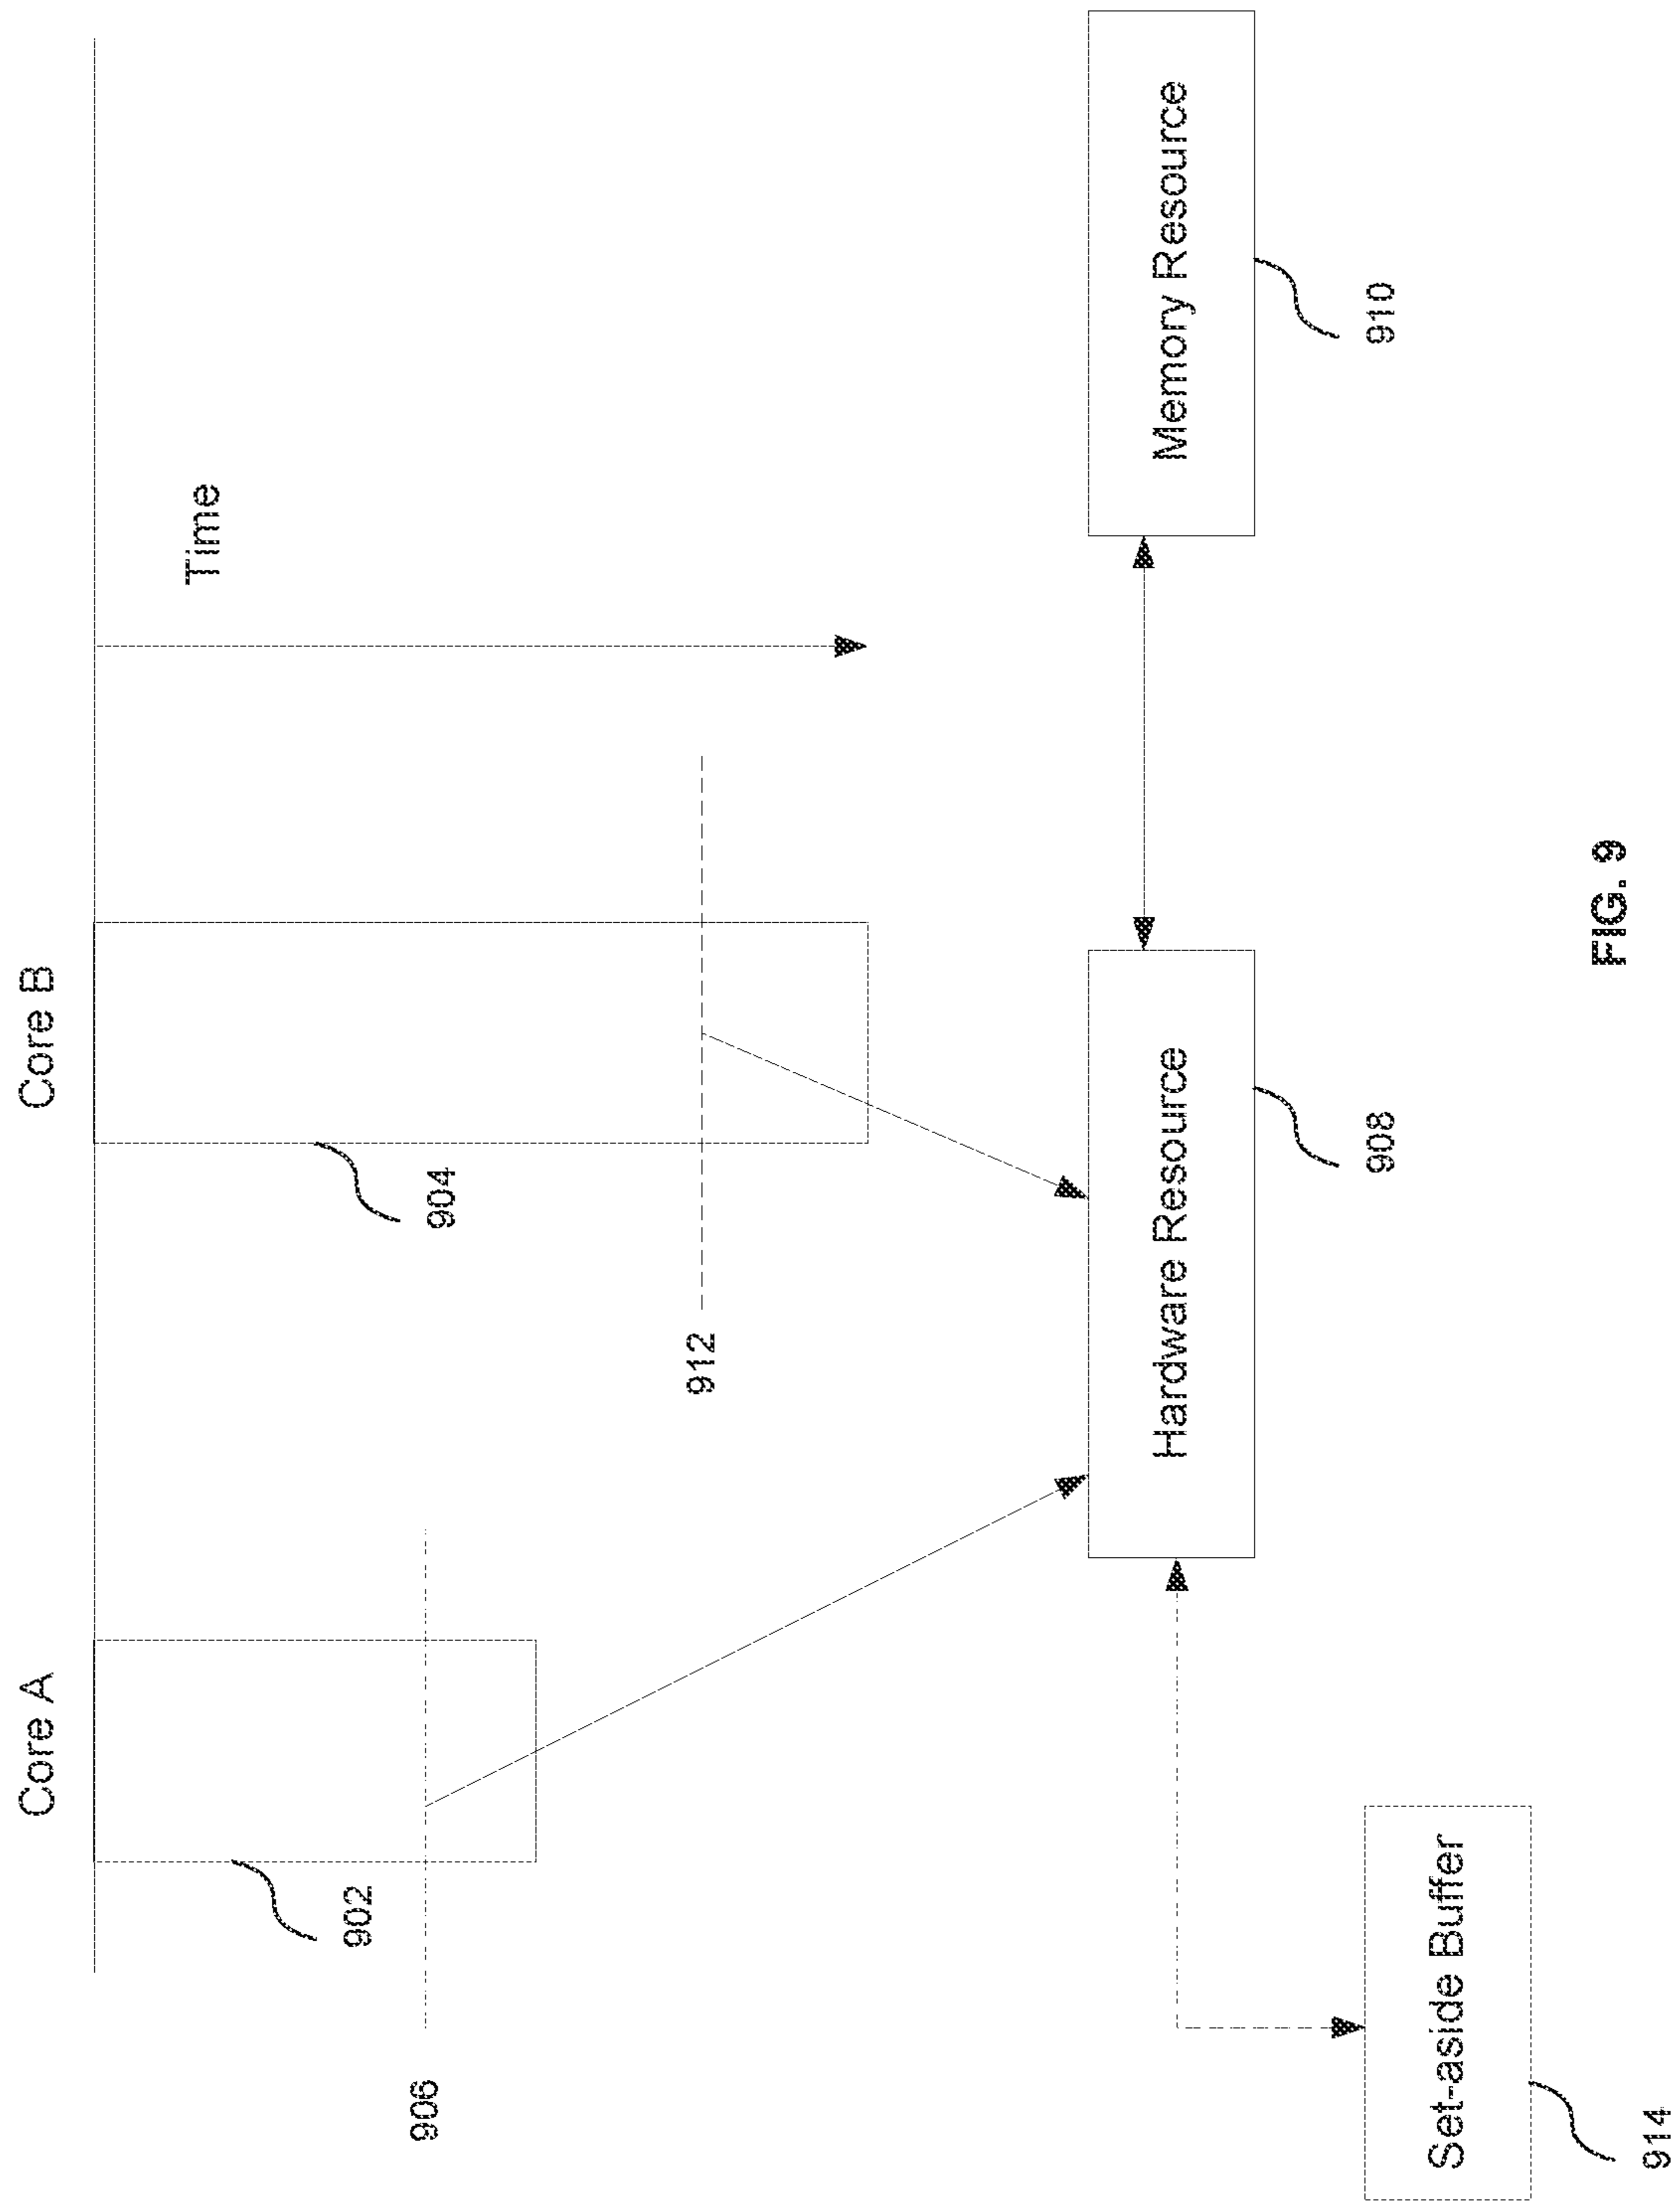 Core A
Core B
Time
902
904
906
912
Hardware Resource
Memory Resource
908
910
Set-aside Buffer
914
FIG. 9